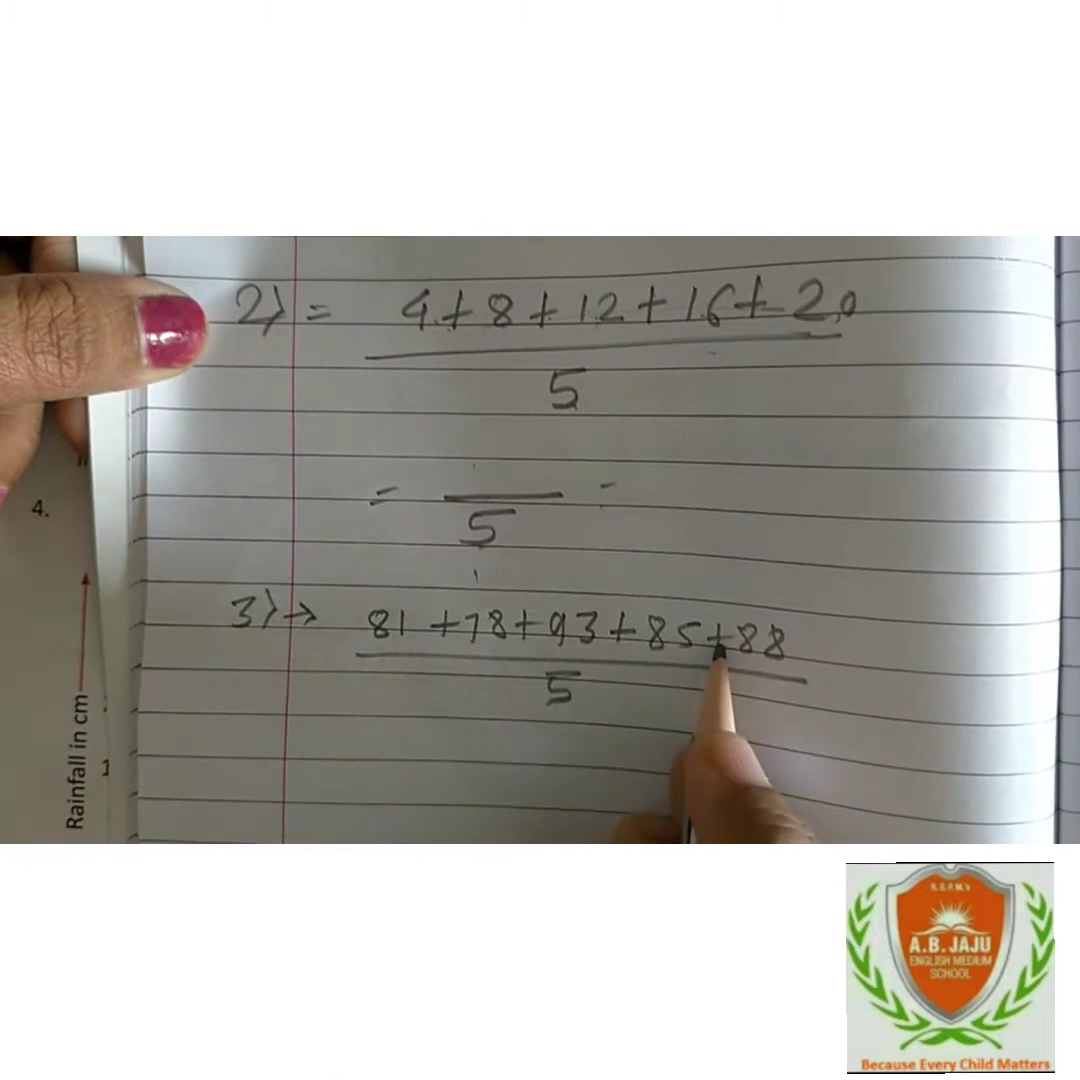 2) = 4+8+12+16+20
5
= 5 =
3) → 81+78+93+85+88
5
4.
Rainfall in cm
1
A.B. JAJU
ENGLISH MEDIUM
SCHOOL
Because Every Child Matters